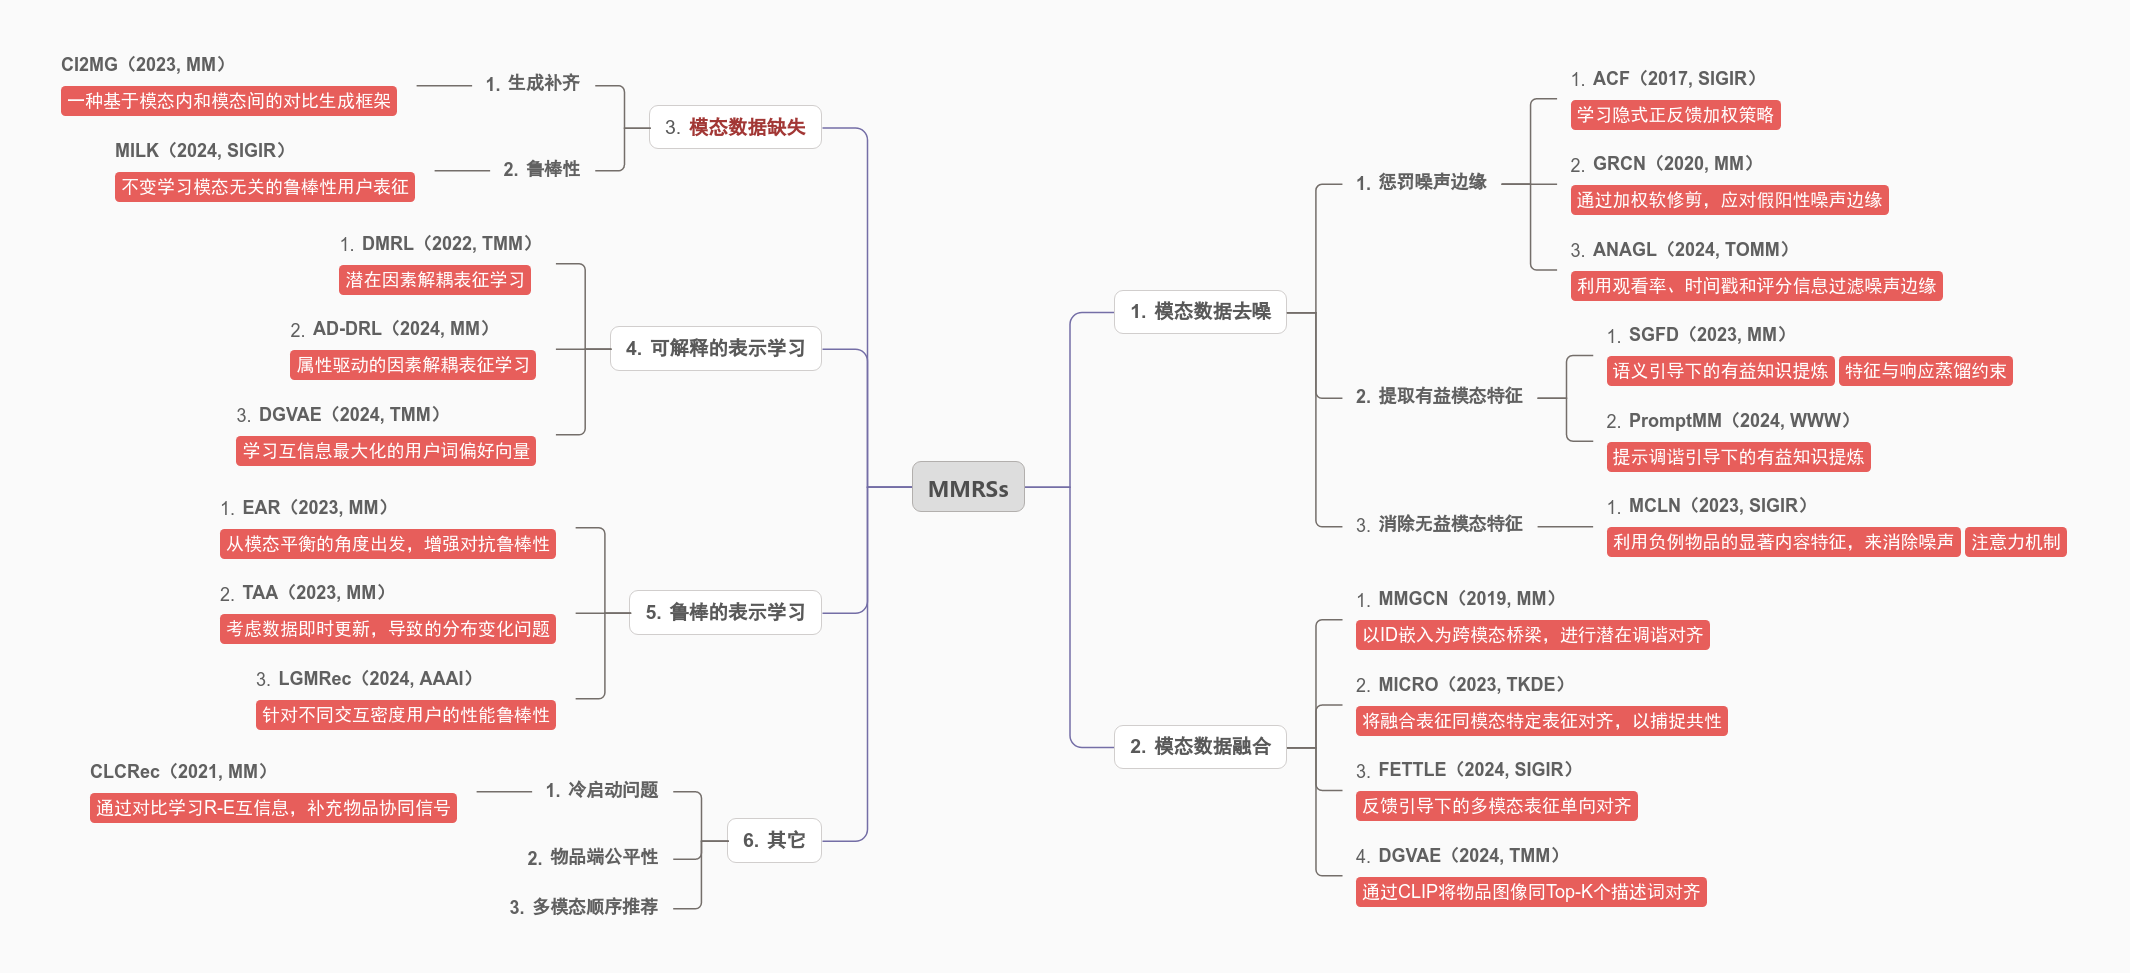 MMRSs
1. 模态数据去噪
1. 惩罚噪声边缘
1. ACF（2017, SIGIR）
学习隐式正反馈加权策略
2. GRCN（2020, MM）
通过加权软修剪，应对假阳性噪声边缘
3. ANAGL（2024, TOMM）
利用观看率、时间戳和评分信息过滤噪声边缘
2. 提取有益模态特征
1. SGFD（2023, MM）
语义引导下的有益知识提炼 特征与响应蒸馏约束
2. PromptMM（2024, WWW）
提示调谐引导下的有益知识提炼
3. 消除无益模态特征
1. MCLN（2023, SIGIR）
利用负例物品的显著内容特征，来消除噪声 注意力机制
2. 模态数据融合
1. MMGCN（2019, MM）
以ID嵌入为跨模态桥梁，进行潜在调谐对齐
2. MICRO（2023, TKDE）
将融合表征同模态特定表征对齐，以捕捉共性
3. FETTLE（2024, SIGIR）
反馈引导下的多模态表征单向对齐
4. DGVAE（2024, TMM）
通过CLIP将物品图像同Top-K个描述词对齐
3. 模态数据缺失
1. 生成补齐
CI2MG（2023, MM）
一种基于模态内和模态间的对比生成框架
2. 鲁棒性
MILK（2024, SIGIR）
不变学习模态无关的鲁棒性用户表征
4. 可解释的表示学习
1. DMRL（2022, TMM）
潜在因素解耦表征学习
2. AD-DRL（2024, MM）
属性驱动的因素解耦表征学习
3. DGVAE（2024, TMM）
学习互信息最大化的用户词偏好向量
5. 鲁棒的表示学习
1. EAR（2023, MM）
从模态平衡的角度出发，增强对抗鲁棒性
2. TAA（2023, MM）
考虑数据即时更新，导致的分布变化问题
3. LGMRec（2024, AAAI）
针对不同交互密度用户的性能鲁棒性
6. 其它
1. 冷启动问题
CLCRec（2021, MM）
通过对比学习R-E互信息，补充物品协同信号
2. 物品端公平性
3. 多模态顺序推荐